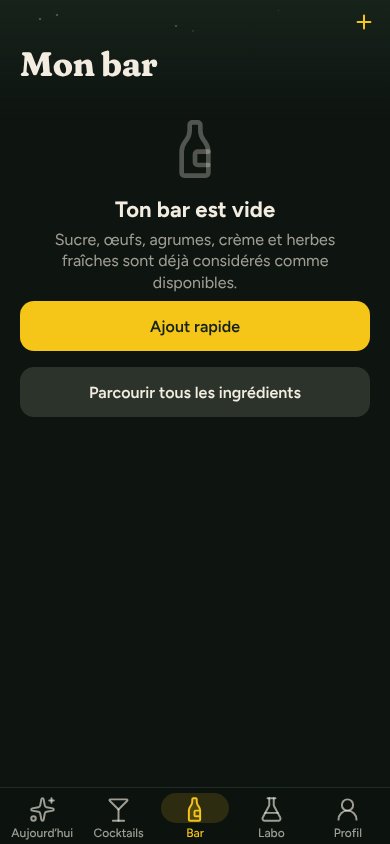 Mon bar
Ton bar est vide
Sucre, œufs, agrumes, crème et herbes
fraîches sont déjà considérés comme
disponibles.
Ajout rapide
Parcourir tous les ingrédients
Aujourd'hui
Cocktails
Bar
Labo
Profil